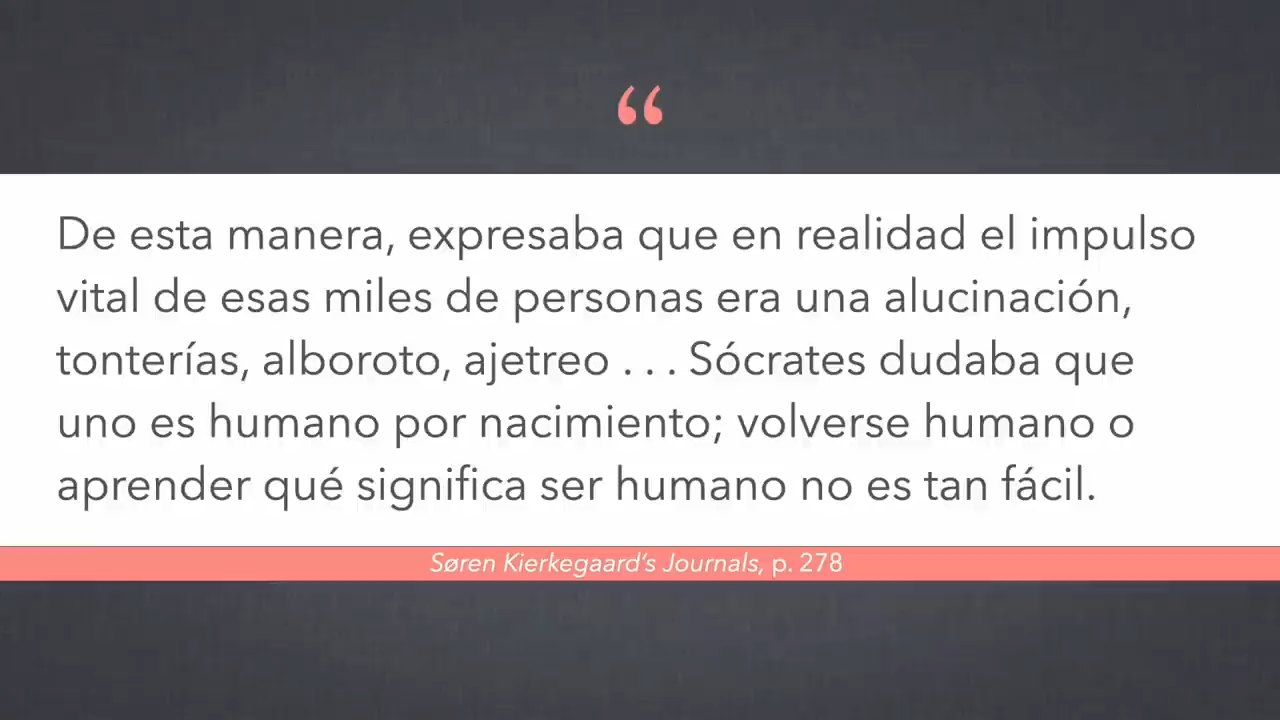 “
De esta manera, expresaba que en realidad el impulso
vital de esas miles de personas era una alucinación,
tonterías, alboroto, ajetreo . . . Sócrates dudaba que
uno es humano por nacimiento; volverse humano o
aprender qué significa ser humano no es tan fácil.
Søren Kierkegaard’s Journals, p. 278